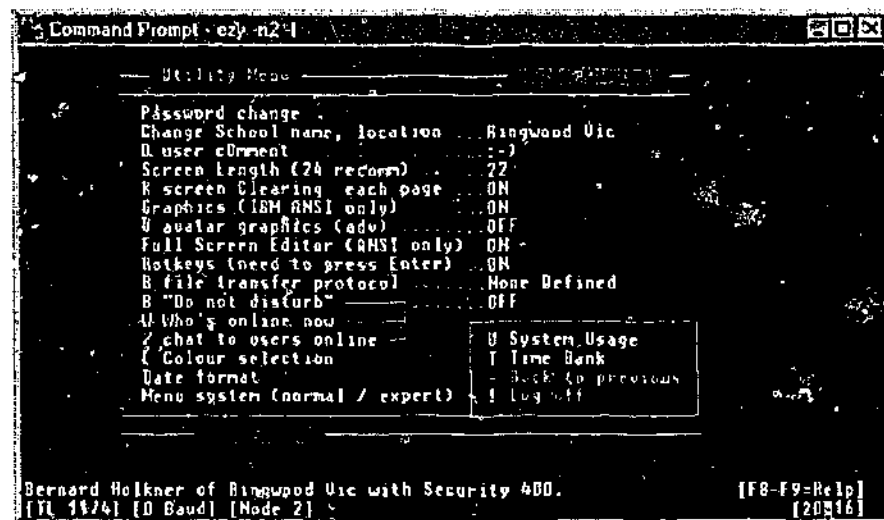 Command Prompt - ezy -n2 -l
Utility Menu
Password change
Change School name, location ...Ringwood Vic
Q user cOmment :-)
Screen Length (24 recomm) .. ..22
K screen Clearing each page ...ON
Graphics (IBM ANSI only) ...ON
avatar graphics (adv) OFF
Full Screen Editor (ANSI only) ON
Hotkeys (need to press Enter) ..ON
file transfer protocol ......None Defined
B "Do not disturb" ...OFF
Who's online now
chat to users online
Colour selection
Date format
Menu system (normal / expert)
U System Usage
T Time Bank
- Back to previous
! Log off
Bernard Holkner of Ringwood Vic with Security 400. [F8-F9=Help]
[0 Baud] [Node 2] [20:16]